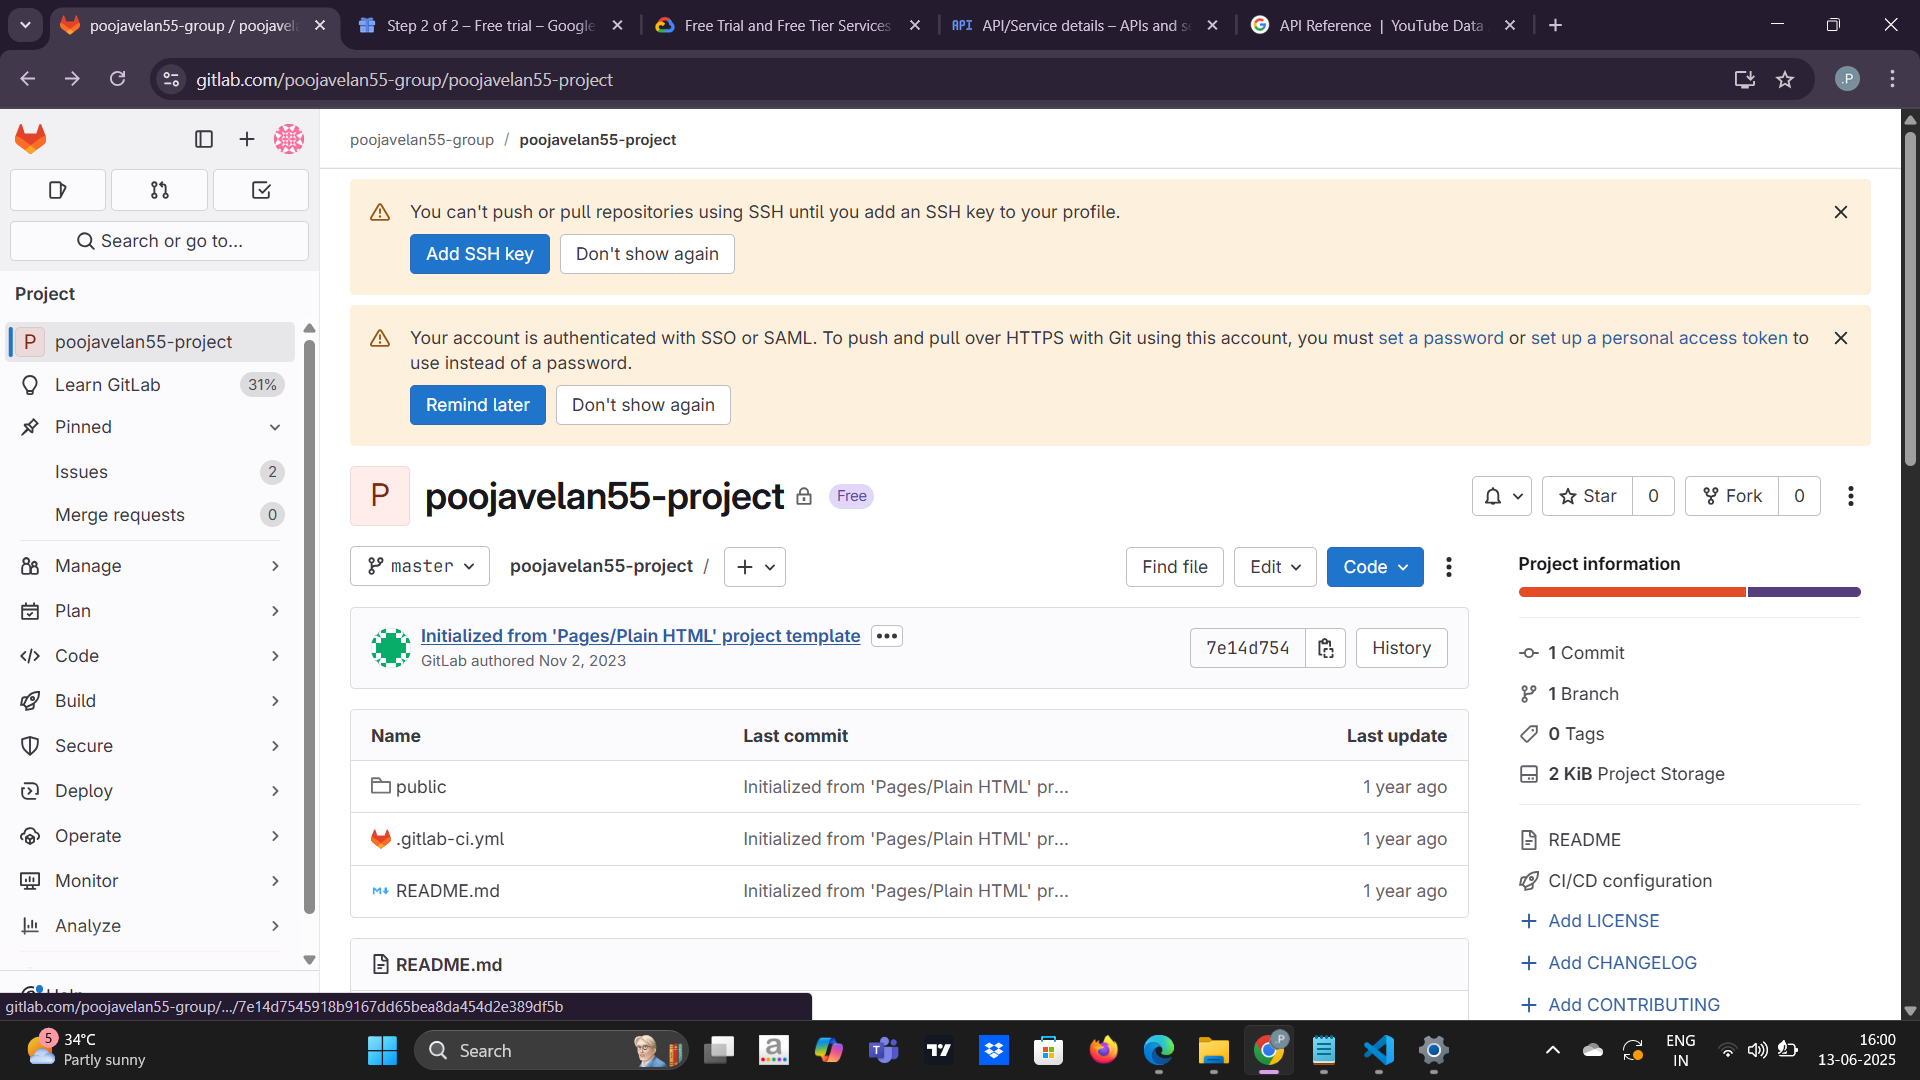 poojavelan55-group / poojavel
Step 2 of 2 – Free trial – Google
Free Trial and Free Tier Services
API API/Service details – APIs and se
API Reference | YouTube Data
gitlab.com/poojavelan55-group/poojavelan55-project
.P
poojavelan55-group / poojavelan55-project
Search or go to...
Project
P poojavelan55-project
Learn GitLab 31%
Pinned
Issues 2
Merge requests 0
Manage
Plan
Code
Build
Secure
Deploy
Operate
Monitor
Analyze
You can't push or pull repositories using SSH until you add an SSH key to your profile.
Add SSH key Don't show again
Your account is authenticated with SSO or SAML. To push and pull over HTTPS with Git using this account, you must set a password or set up a personal access token to
use instead of a password.
Remind later Don't show again
P poojavelan55-project Free
Star 0 Fork 0
master poojavelan55-project / + Find file Edit Code
Initialized from 'Pages/Plain HTML' project template
GitLab authored Nov 2, 2023
7e14d754 History
Name Last commit Last update
public Initialized from 'Pages/Plain HTML' pr... 1 year ago
.gitlab-ci.yml Initialized from 'Pages/Plain HTML' pr... 1 year ago
README.md Initialized from 'Pages/Plain HTML' pr... 1 year ago
README.md
Project information
1 Commit
1 Branch
0 Tags
2 KiB Project Storage
README
CI/CD configuration
+ Add LICENSE
+ Add CHANGELOG
+ Add CONTRIBUTING
gitlab.com/poojavelan55-group/.../7e14d7545918b9167dd65bea8da454d2e389df5b
5
34°C
Partly sunny
Search
ENG
IN
16:00
13-06-2025